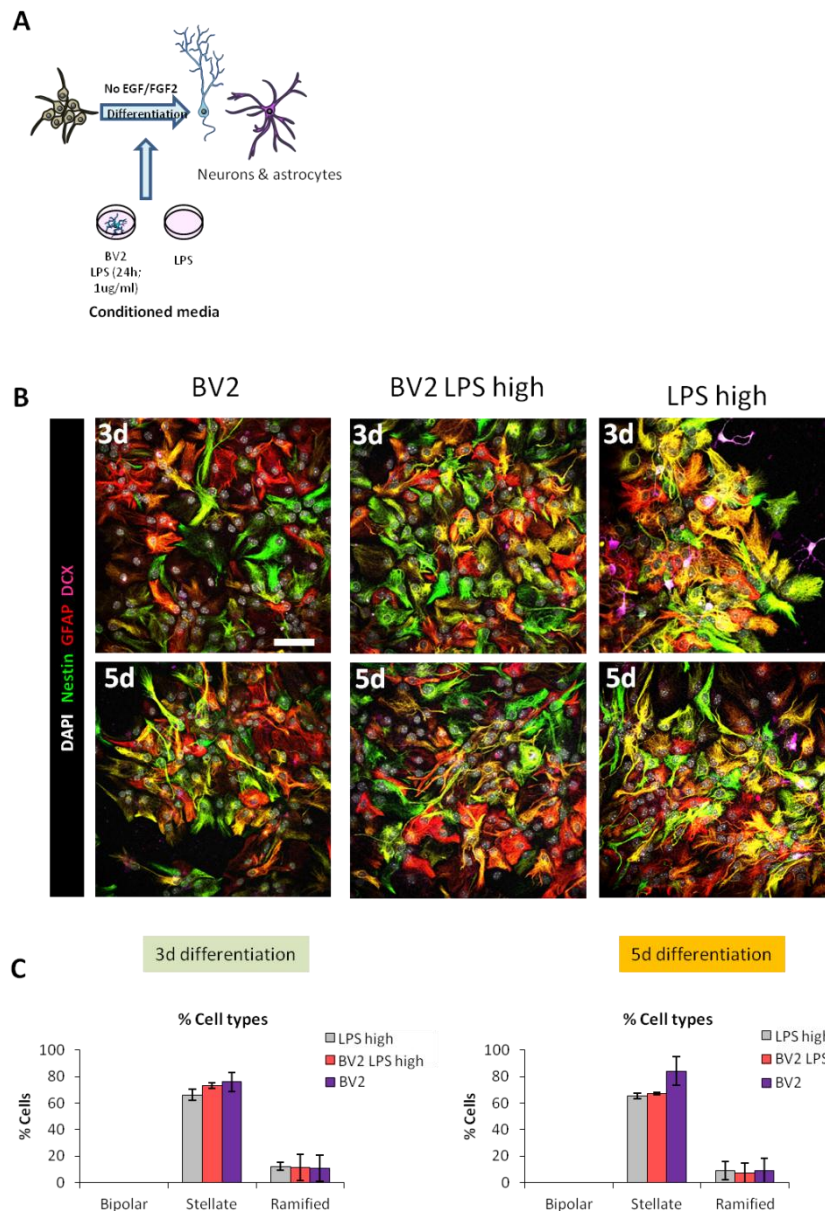 A
No EGF/FGF2
Differentiation
Neurons & astrocytes
BV2
LPS (24h;
1ug/ml)
LPS
Conditioned media
B
BV2
BV2 LPS high
LPS high
DAPI Nestin GFAP DCX
3d
3d
3d
5d
5d
5d
C
3d differentiation
5d differentiation
% Cell types
LPS high
BV2 LPS high
BV2
% Cells
100
80
60
40
20
0
Bipolar
Stellate
Ramified
% Cell types
LPS high
BV2 LPS
BV2
% Cells
100
80
60
40
20
0
Bipolar
Stellate
Ramified